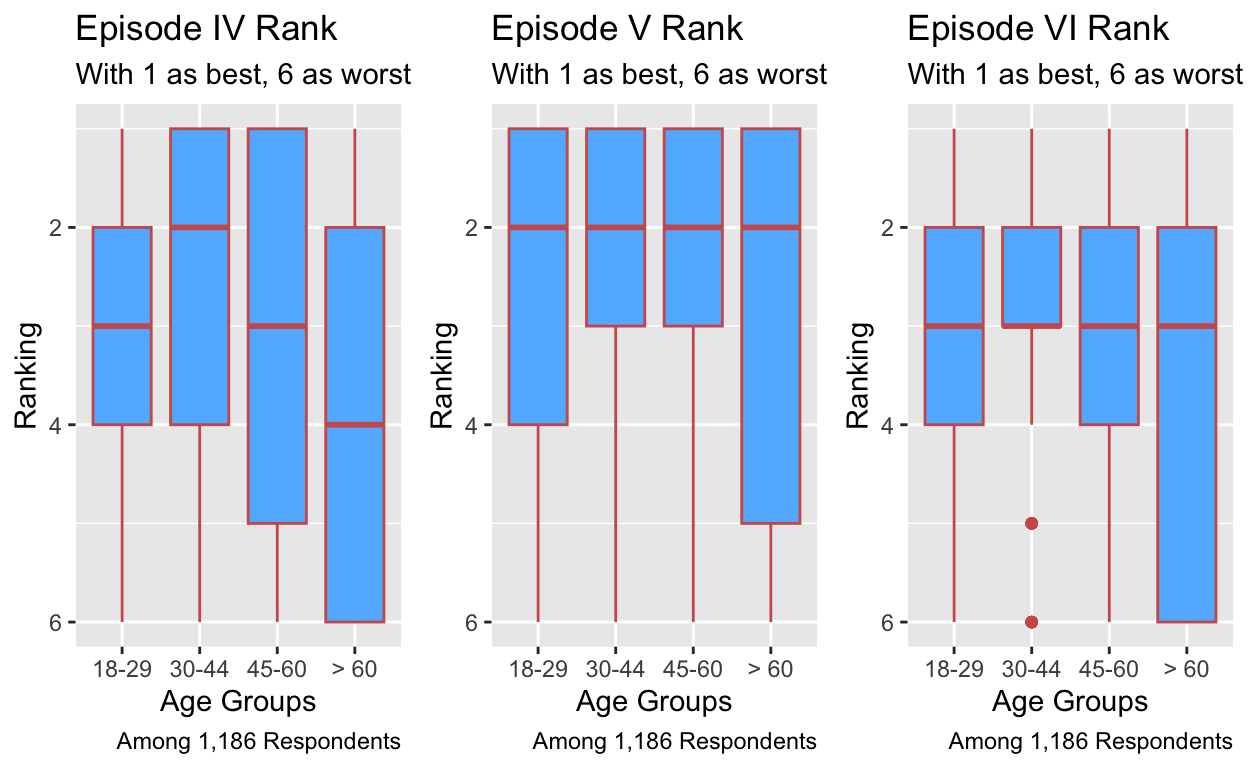 Episode IV Rank
With 1 as best, 6 as worst
Ranking
2
4
6
18-29 30-44 45-60 > 60
Age Groups
Among 1,186 Respondents
Episode V Rank
With 1 as best, 6 as worst
Ranking
2
4
6
18-29 30-44 45-60 > 60
Age Groups
Among 1,186 Respondents
Episode VI Rank
With 1 as best, 6 as worst
Ranking
2
4
6
18-29 30-44 45-60 > 60
Age Groups
Among 1,186 Respondents